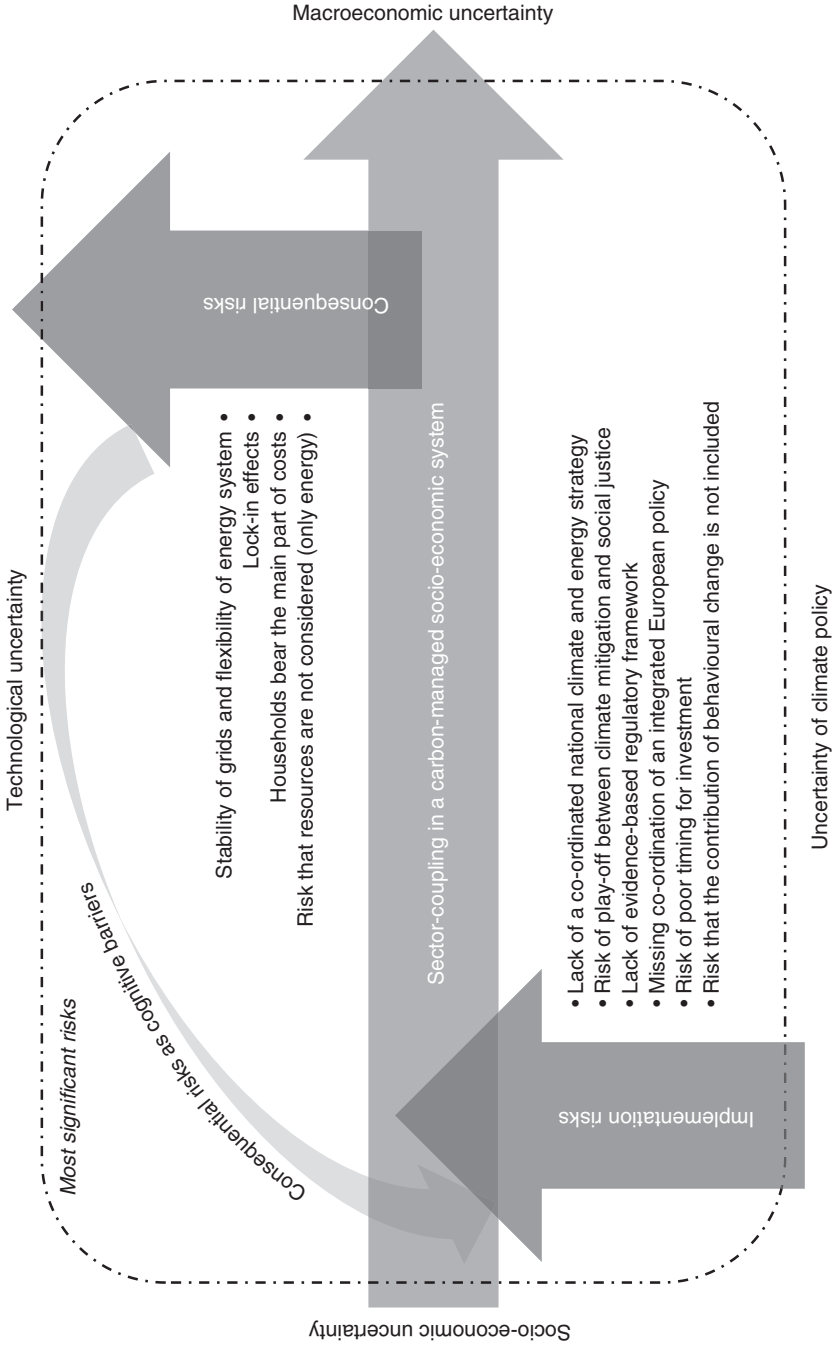 Technological uncertainty
Most significant risks
Consequential risks as cognitive barriers
Stability of grids and flexibility of energy system •
Lock-in effects •
Households bear the main part of costs •
Risk that resources are not considered (only energy) •
Consequential risks
Socio-economic uncertainty
Sector-coupling in a carbon-managed socio-economic system
Macroeconomic uncertainty
Implementation risks
• Lack of a co-ordinated national climate and energy strategy
• Risk of play-off between climate mitigation and social justice
• Lack of evidence-based regulatory framework
• Missing co-ordination of an integrated European policy
• Risk of poor timing for investment
• Risk that the contribution of behavioural change is not included
Uncertainty of climate policy